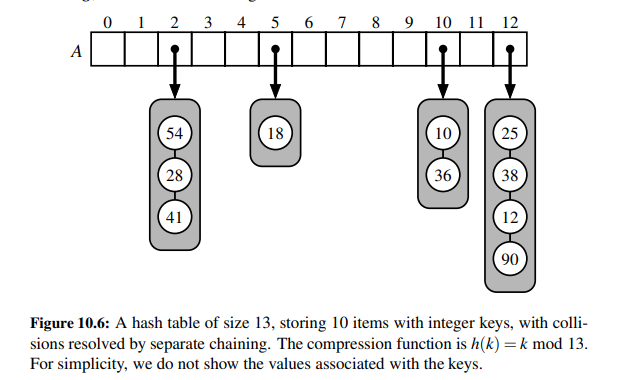 0 1 2 3 4 5 6 7 8 9 10 11 12
A
54 18 10 25
28 36 38
41 12
90
Figure 10.6: A hash table of size 13, storing 10 items with integer keys, with colli-
sions resolved by separate chaining. The compression function is h(k) = k mod 13.
For simplicity, we do not show the values associated with the keys.